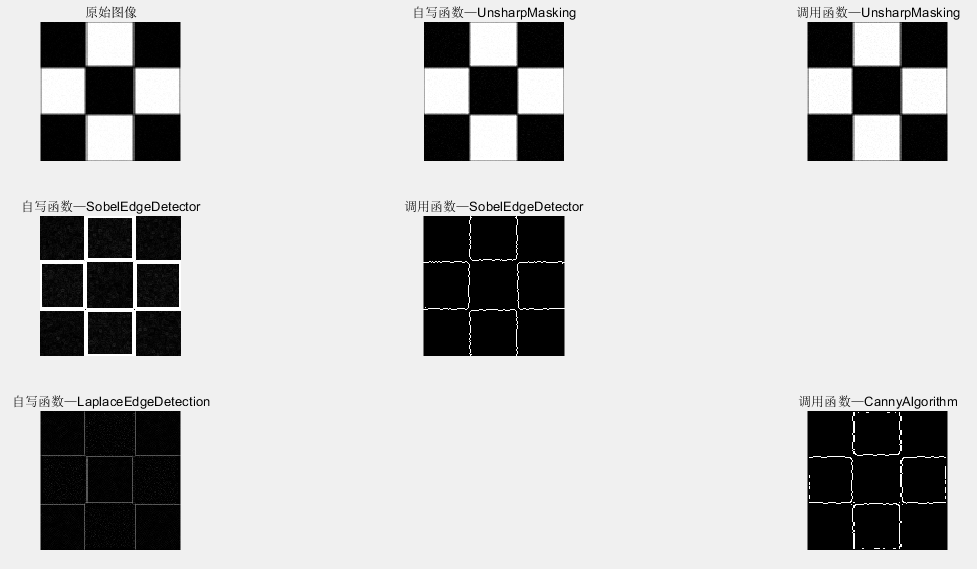 原始图像
自写函数—UnsharpMasking
调用函数—UnsharpMasking
自写函数—SobelEdgeDetector
调用函数—SobelEdgeDetector
自写函数—LaplaceEdgeDetection
调用函数—CannyAlgorithm